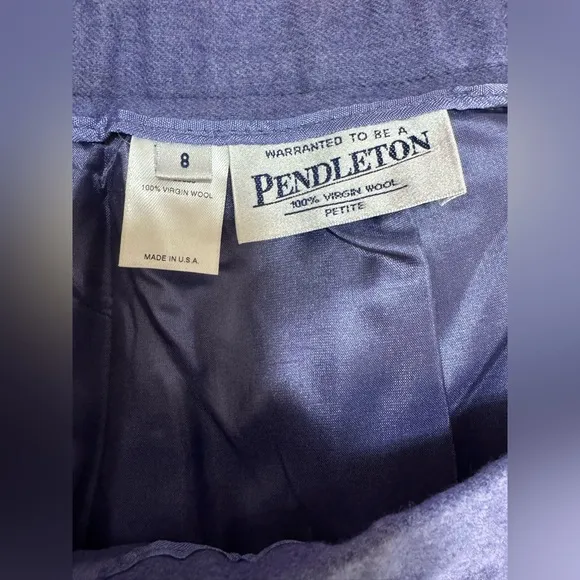 8
100% VIRGIN WOOL
MADE IN U.S.A.
WARRANTED TO BE A
PENDLETON
100% VIRGIN WOOL
PETITE